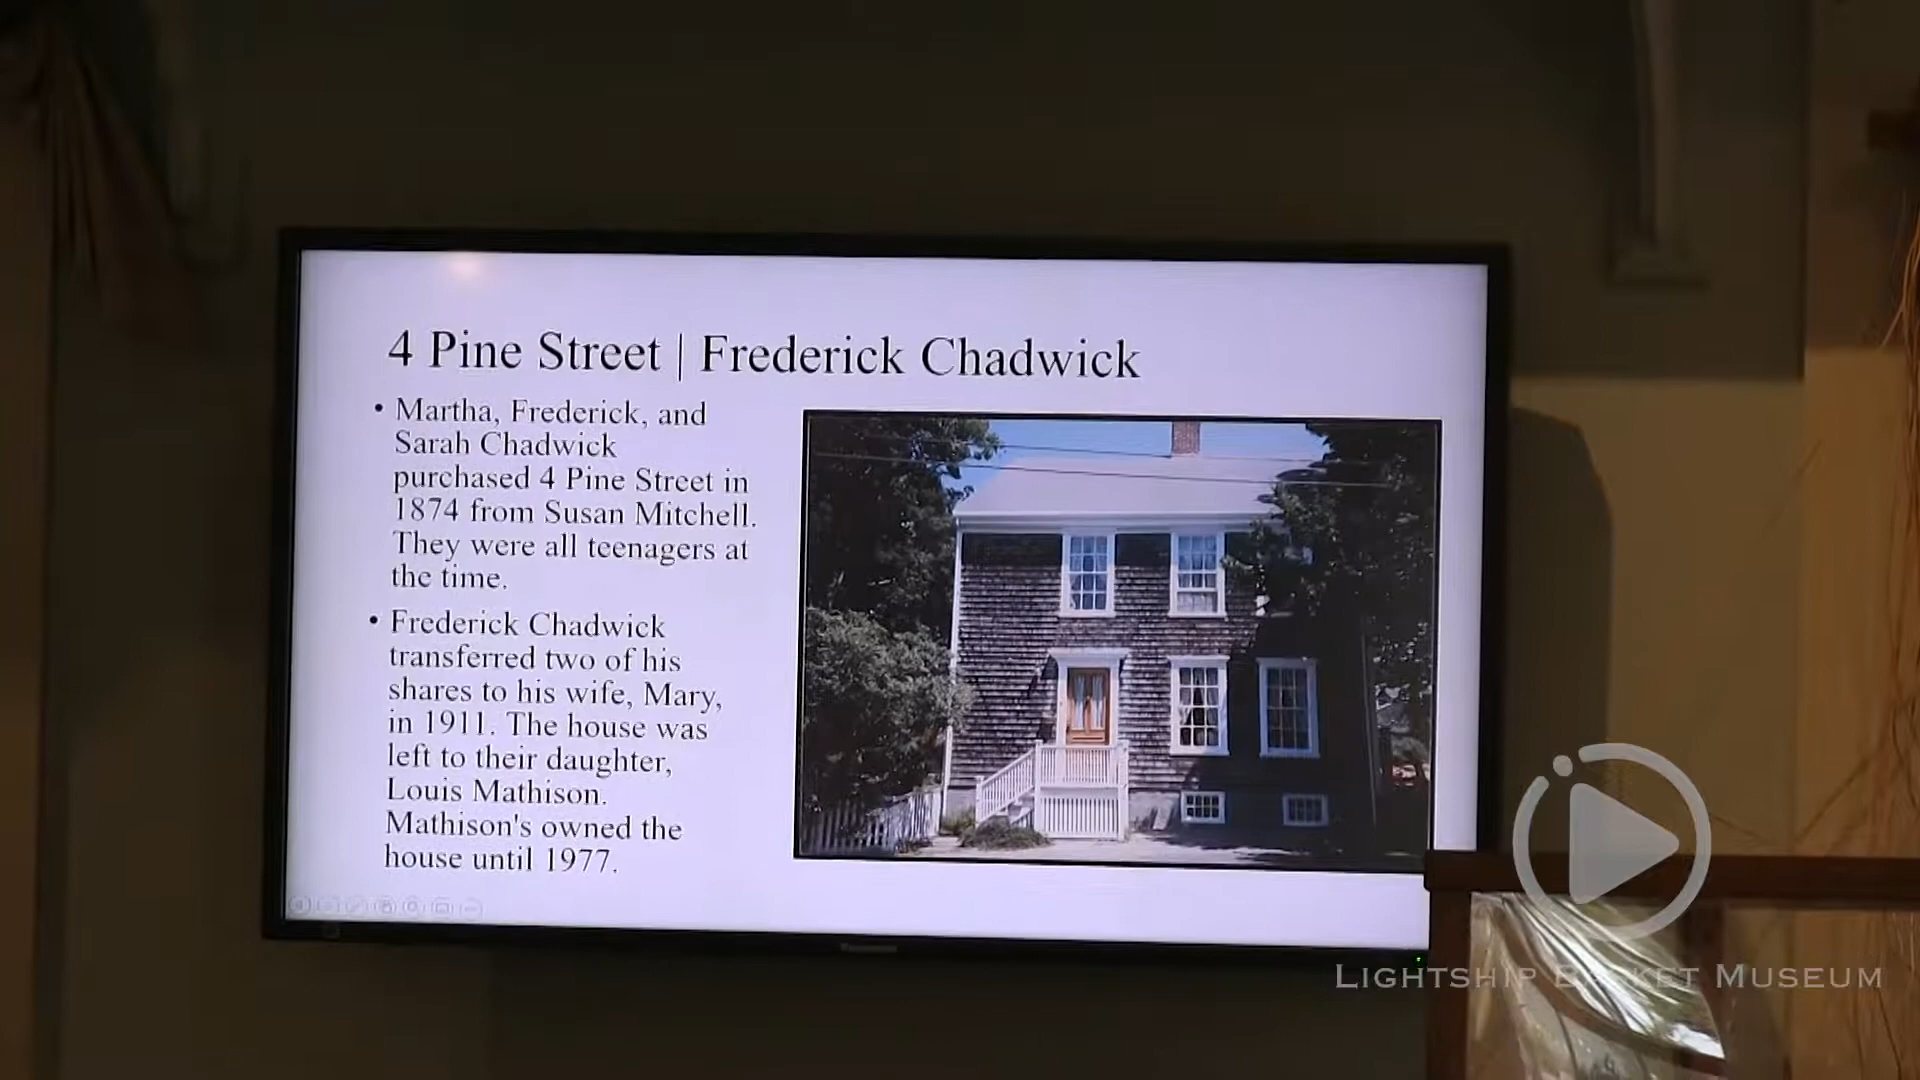 4 Pine Street | Frederick Chadwick
• Martha, Frederick, and
Sarah Chadwick
purchased 4 Pine Street in
1874 from Susan Mitchell.
They were all teenagers at
the time.
• Frederick Chadwick
transferred two of his
shares to his wife, Mary,
in 1911. The house was
left to their daughter,
Louis Mathison.
Mathison's owned the
house until 1977.
LIGHTSHIP BASKET MUSEUM